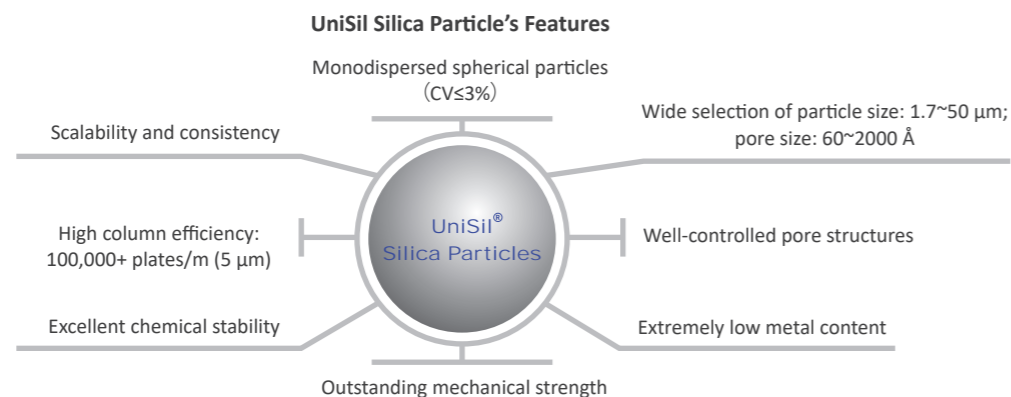 UniSil Silica Particle's Features
Monodispersed spherical particles
(CV≤3%)
Wide selection of particle size: 1.7~50 μm;
pore size: 60~2000 Å
Scalability and consistency
UniSil®
Silica Particles
High column efficiency:
100,000+ plates/m (5 μm)
Well-controlled pore structures
Excellent chemical stability
Extremely low metal content
Outstanding mechanical strength